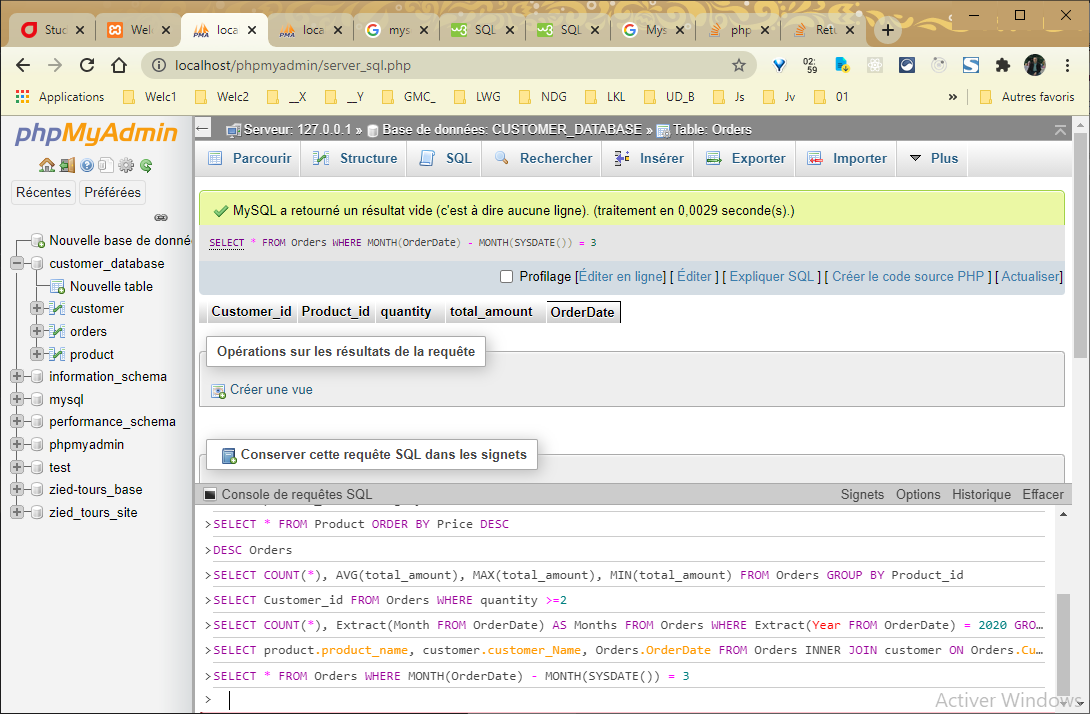 Stuc
Wel
loca
loca
mys
SQL
SQL
Mys
php
Retu
localhost/phpmyadmin/server_sql.php
02:
59
Applications
Welc1
Welc2
__X
__Y
GMC_
LWG
NDG
LKL
UD_B
Js
Jv
01
»
Autres favoris
phpMyAdmin
Récentes
Préférées
Nouvelle base de donné
customer_database
Nouvelle table
customer
orders
product
information_schema
mysql
performance_schema
phpmyadmin
test
zied-tours_base
zied_tours_site
Serveur: 127.0.0.1 » Base de données: CUSTOMER_DATABASE » Table: Orders
Parcourir
Structure
SQL
Rechercher
Insérer
Exporter
Importer
Plus
MySQL a retourné un résultat vide (c'est à dire aucune ligne). (traitement en 0,0029 seconde(s).)
SELECT * FROM Orders WHERE MONTH(OrderDate) - MONTH(SYSDATE()) = 3
Profilage [Éditer en ligne] [ Éditer ] [ Expliquer SQL ] [ Créer le code source PHP ] [ Actualiser]
Customer_id Product_id quantity total_amount OrderDate
Opérations sur les résultats de la requête
Créer une vue
Conserver cette requête SQL dans les signets
Console de requêtes SQL
Signets Options Historique Effacer
>SELECT * FROM Product ORDER BY Price DESC
>DESC Orders
>SELECT COUNT(*), AVG(total_amount), MAX(total_amount), MIN(total_amount) FROM Orders GROUP BY Product_id
>SELECT Customer_id FROM Orders WHERE quantity >=2
>SELECT COUNT(*), Extract(Month FROM OrderDate) AS Months FROM Orders WHERE Extract(Year FROM OrderDate) = 2020 GRO…
>SELECT product.product_name, customer.customer_Name, Orders.OrderDate FROM Orders INNER JOIN customer ON Orders.Cu…
>SELECT * FROM Orders WHERE MONTH(OrderDate) - MONTH(SYSDATE()) = 3
>
Activer Windows